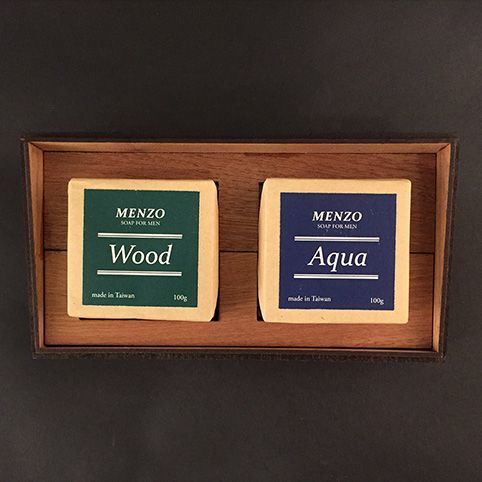 MENZO
SOAP FOR MEN
Wood
made in Taiwan 100g
MENZO
SOAP FOR MEN
Aqua
made in Taiwan 100g